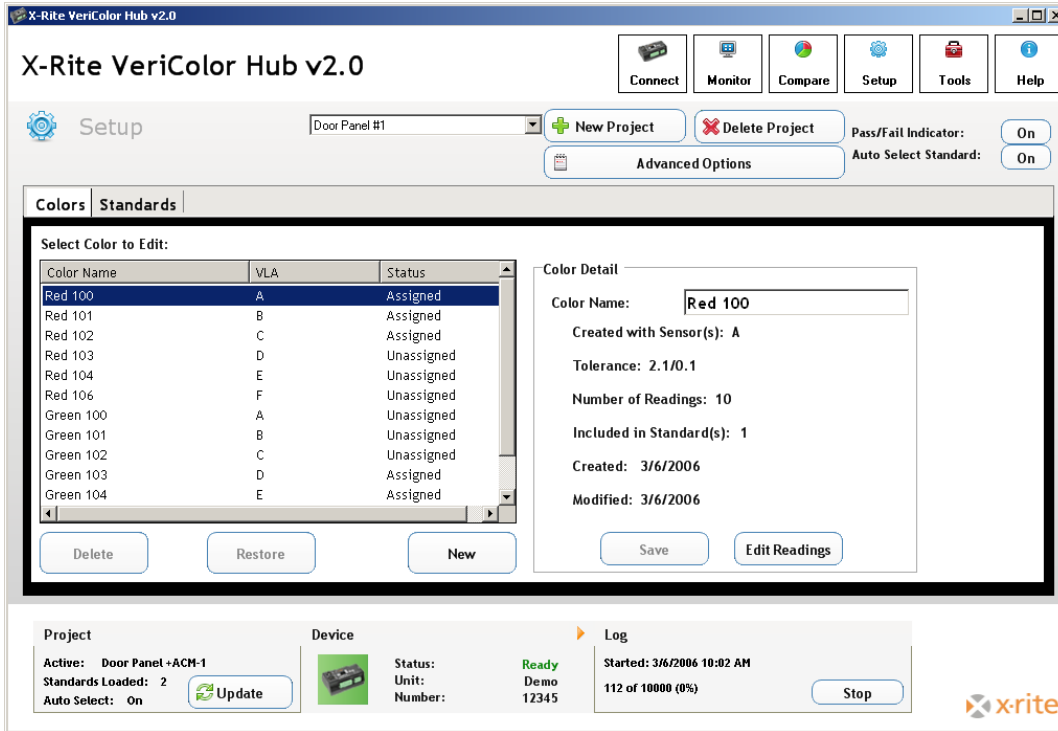 X-Rite VeriColor Hub v2.0
X-Rite VeriColor Hub v2.0
Connect Monitor Compare Setup Tools Help
Setup
Door Panel #1
New Project Delete Project
Advanced Options
Pass/Fail Indicator: On
Auto Select Standard: On
Colors Standards
Select Color to Edit:
Color Name VLA Status
Red 100 A Assigned
Red 101 B Assigned
Red 102 C Assigned
Red 103 D Unassigned
Red 104 E Unassigned
Red 106 F Unassigned
Green 100 A Unassigned
Green 101 B Unassigned
Green 102 C Unassigned
Green 103 D Assigned
Green 104 E Assigned
Delete Restore New
Color Detail
Color Name: Red 100
Created with Sensor(s): A
Tolerance: 2.1/0.1
Number of Readings: 10
Included in Standard(s): 1
Created: 3/6/2006
Modified: 3/6/2006
Save Edit Readings
Project
Active: Door Panel +ACM-1
Standards Loaded: 2
Auto Select: On
Update
Device
Status: Ready
Unit: Demo
Number: 12345
Log
Started: 3/6/2006 10:02 AM
112 of 10000 (0%)
Stop
x·rite